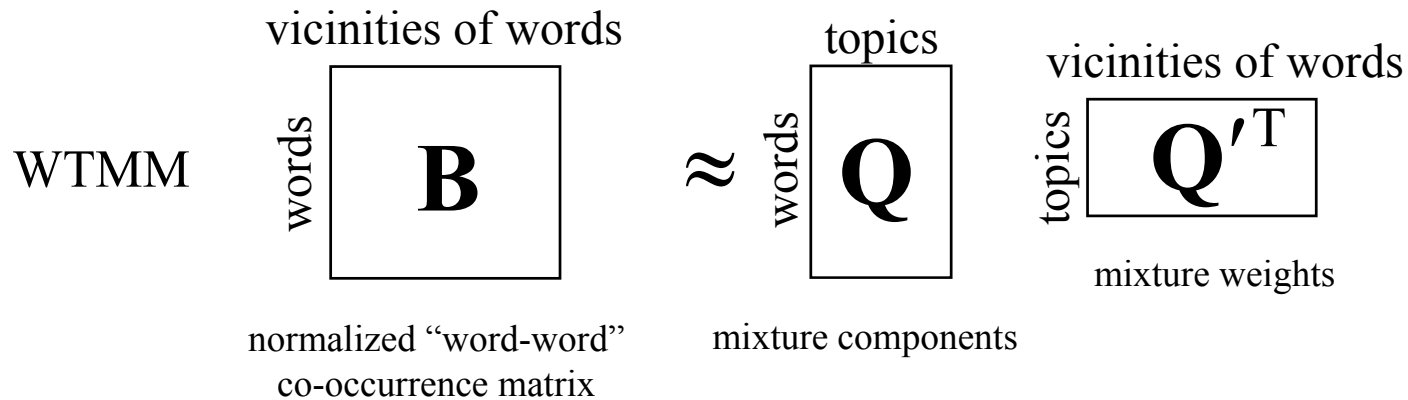 vicinities of words
topics
vicinities of words
WTMM
words
B
≈
words
Q
topics
Q′ᵀ
mixture weights
normalized “word-word”
co-occurrence matrix
mixture components